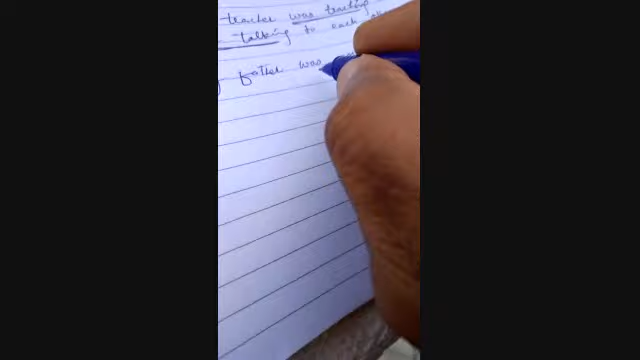 teacher was teaching
talking to each
father was